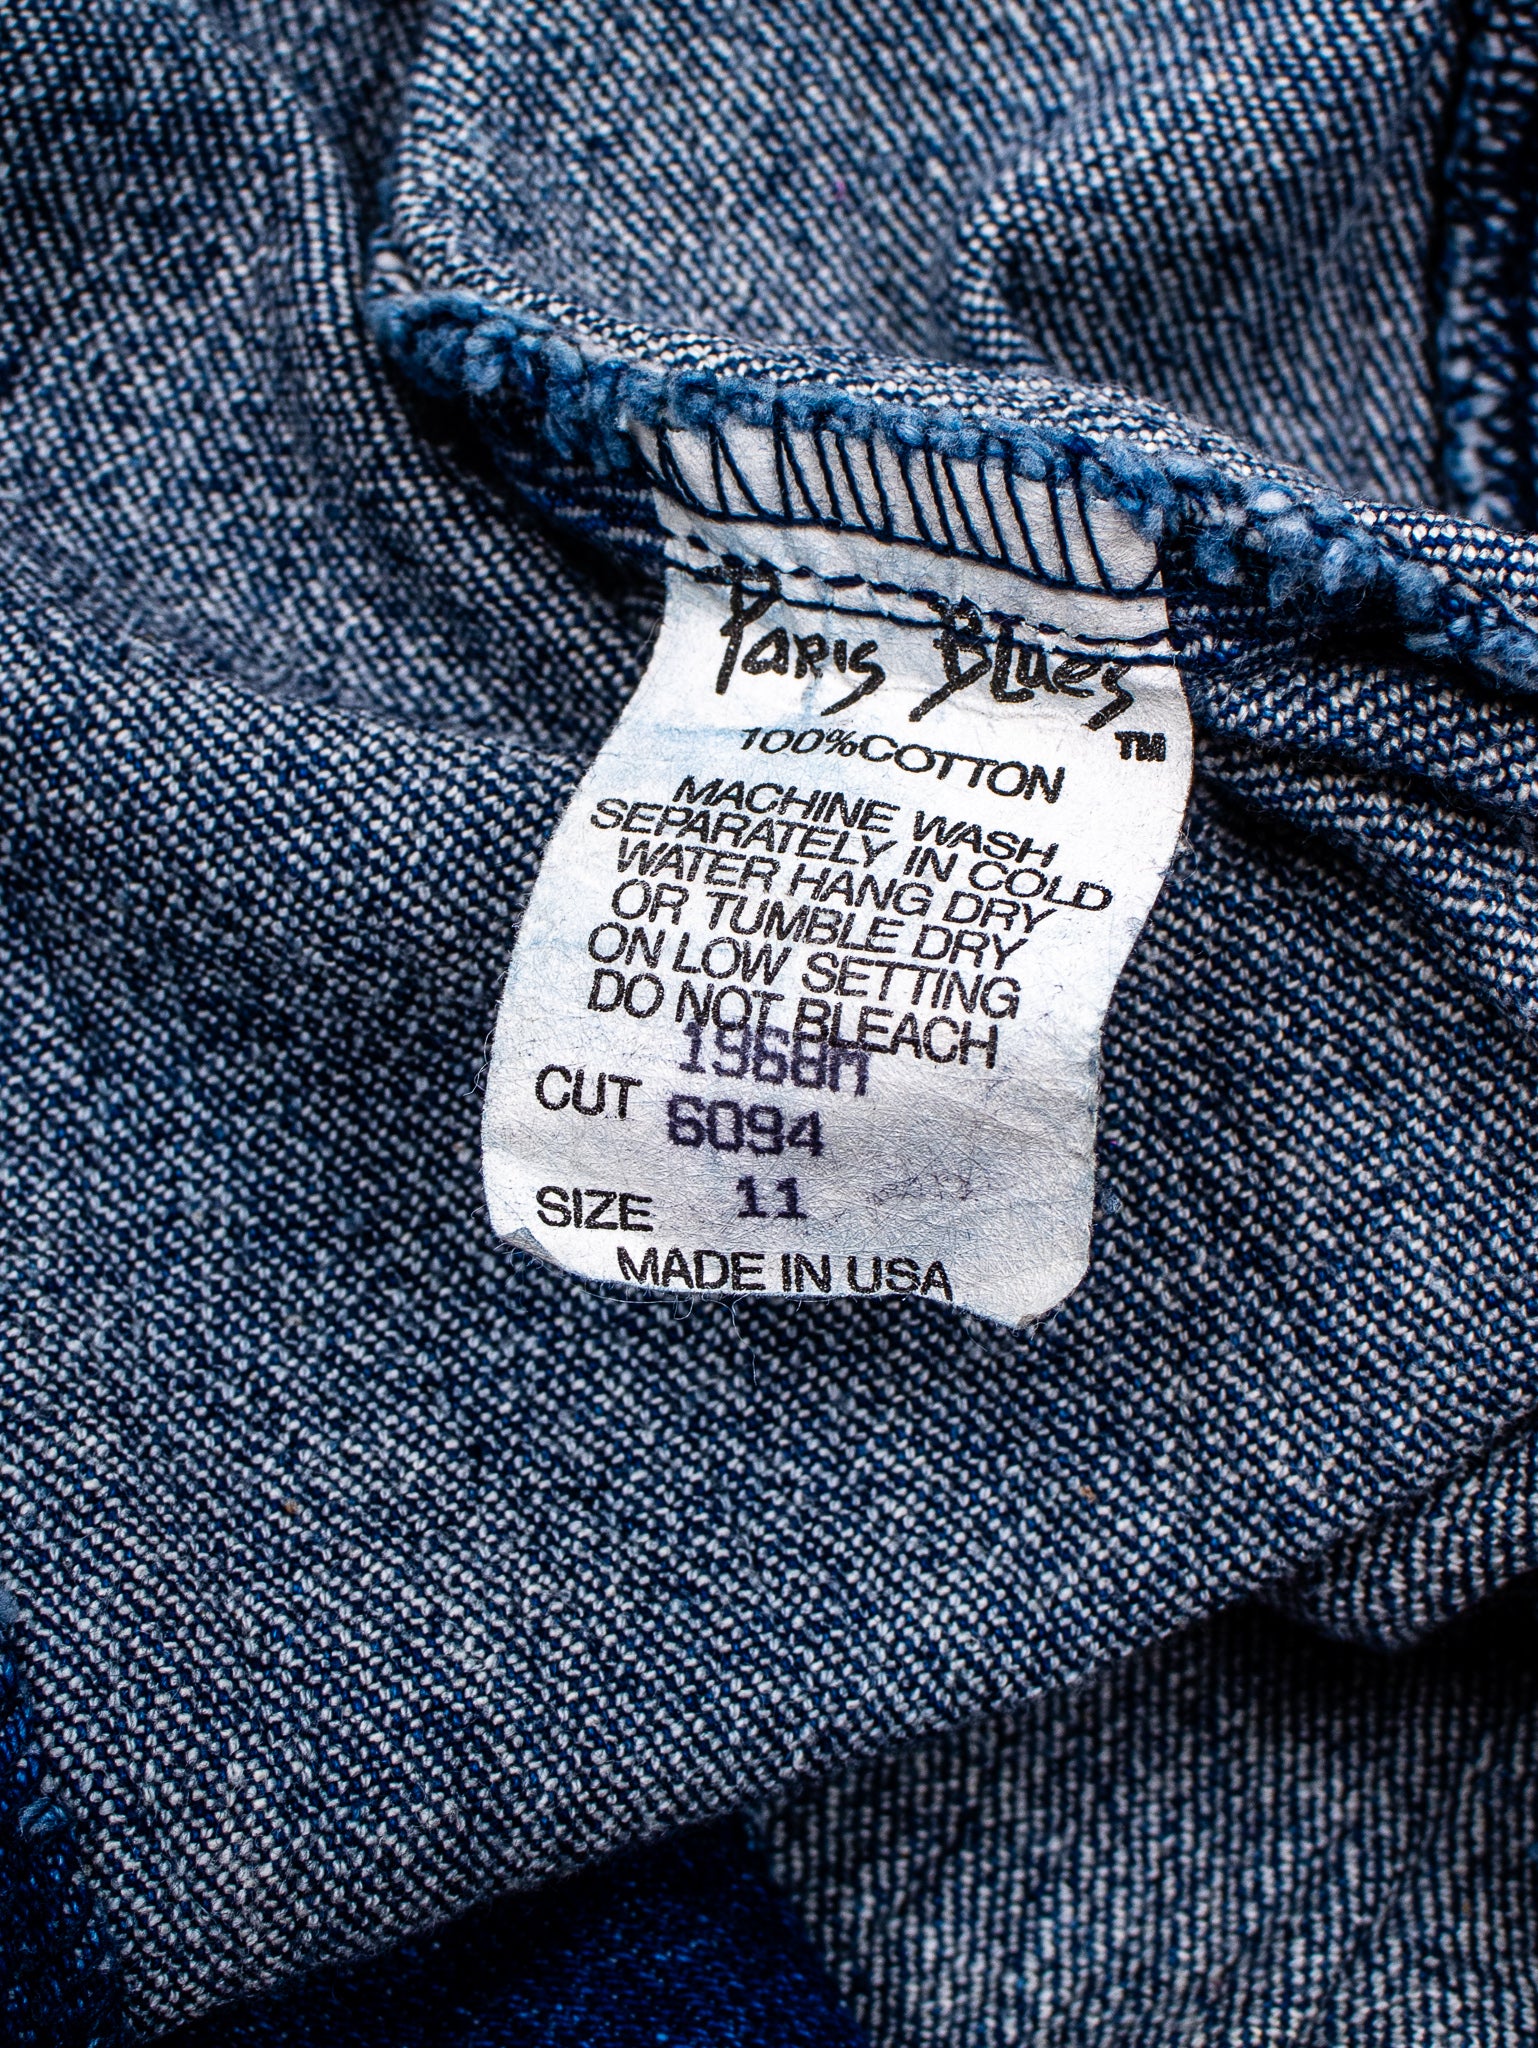 Paris Blues
TM
100%COTTON
MACHINE WASH
SEPARATELY IN COLD
WATER HANG DRY
OR TUMBLE DRY
ON LOW SETTING
DO NOT BLEACH
1968M
CUT 6094
SIZE 11
MADE IN USA